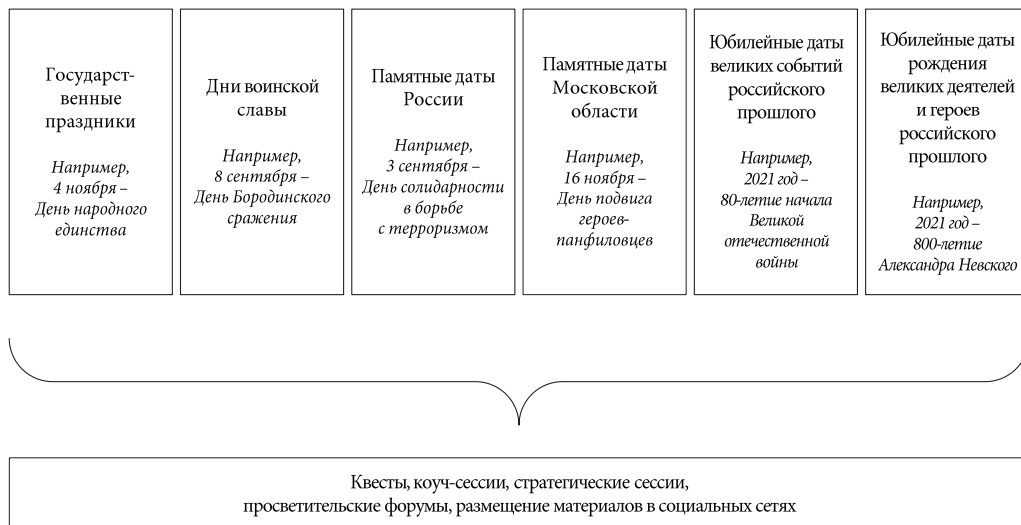 Государст-
венные
праздники
Например,
4 ноября –
День народного
единства
Дни воинской
славы
Например,
8 сентября –
День Бородинского
сражения
Памятные даты
России
Например,
3 сентября –
День солидарности
в борьбе
с терроризмом
Памятные даты
Московской
области
Например,
16 ноября –
День подвига
героев-
панфиловцев
Юбилейные даты
великих событий
российского
прошлого
Например,
2021 год –
80-летие начала
Великой
отечественной
войны
Юбилейные даты
рождения
великих деятелей
и героев
российского
прошлого
Например,
2021 год –
800-летие
Александра Невского
Квесты, коуч-сессии, стратегические сессии,
просветительские форумы, размещение материалов в социальных сетях